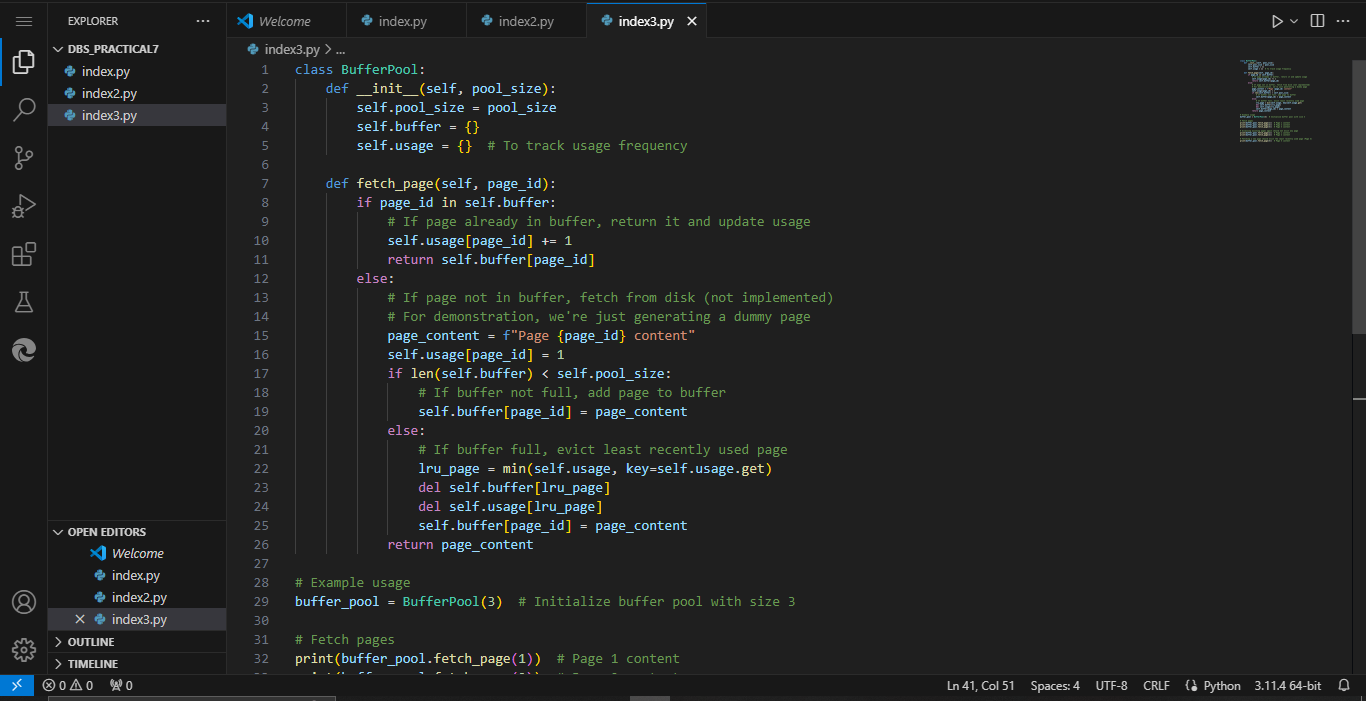 EXPLORER
···
DBS_PRACTICAL7
index.py
index2.py
index3.py
OPEN EDITORS
Welcome
index.py
index2.py
index3.py
OUTLINE
TIMELINE
Welcome
index.py
index2.py
index3.py
index3.py > ...
1 class BufferPool:
2 def __init__(self, pool_size):
3 self.pool_size = pool_size
4 self.buffer = {}
5 self.usage = {}  # To track usage frequency
6
7 def fetch_page(self, page_id):
8 if page_id in self.buffer:
9 # If page already in buffer, return it and update usage
10 self.usage[page_id] += 1
11 return self.buffer[page_id]
12 else:
13 # If page not in buffer, fetch from disk (not implemented)
14 # For demonstration, we're just generating a dummy page
15 page_content = f"Page {page_id} content"
16 self.usage[page_id] = 1
17 if len(self.buffer) < self.pool_size:
18 # If buffer not full, add page to buffer
19 self.buffer[page_id] = page_content
20 else:
21 # If buffer full, evict least recently used page
22 lru_page = min(self.usage, key=self.usage.get)
23 del self.buffer[lru_page]
24 del self.usage[lru_page]
25 self.buffer[page_id] = page_content
26 return page_content
27
28 # Example usage
29 buffer_pool = BufferPool(3)  # Initialize buffer pool with size 3
30
31 # Fetch pages
32 print(buffer_pool.fetch_page(1))  # Page 1 content
0 0 0
Ln 41, Col 51
Spaces: 4
UTF-8
CRLF
Python
3.11.4 64-bit